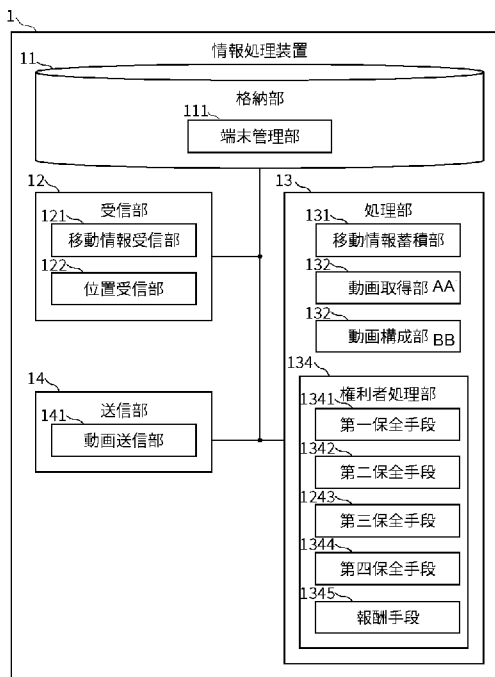 1
情報処理装置
11
格納部
111
端末管理部
12
受信部
121
移動情報受信部
122
位置受信部
13
処理部
131
移動情報蓄積部
132
動画取得部 AA
132
動画構成部 BB
14
送信部
141
動画送信部
134
権利者処理部
1341
第一保全手段
1342
第二保全手段
1243
第三保全手段
1344
第四保全手段
1345
報酬手段